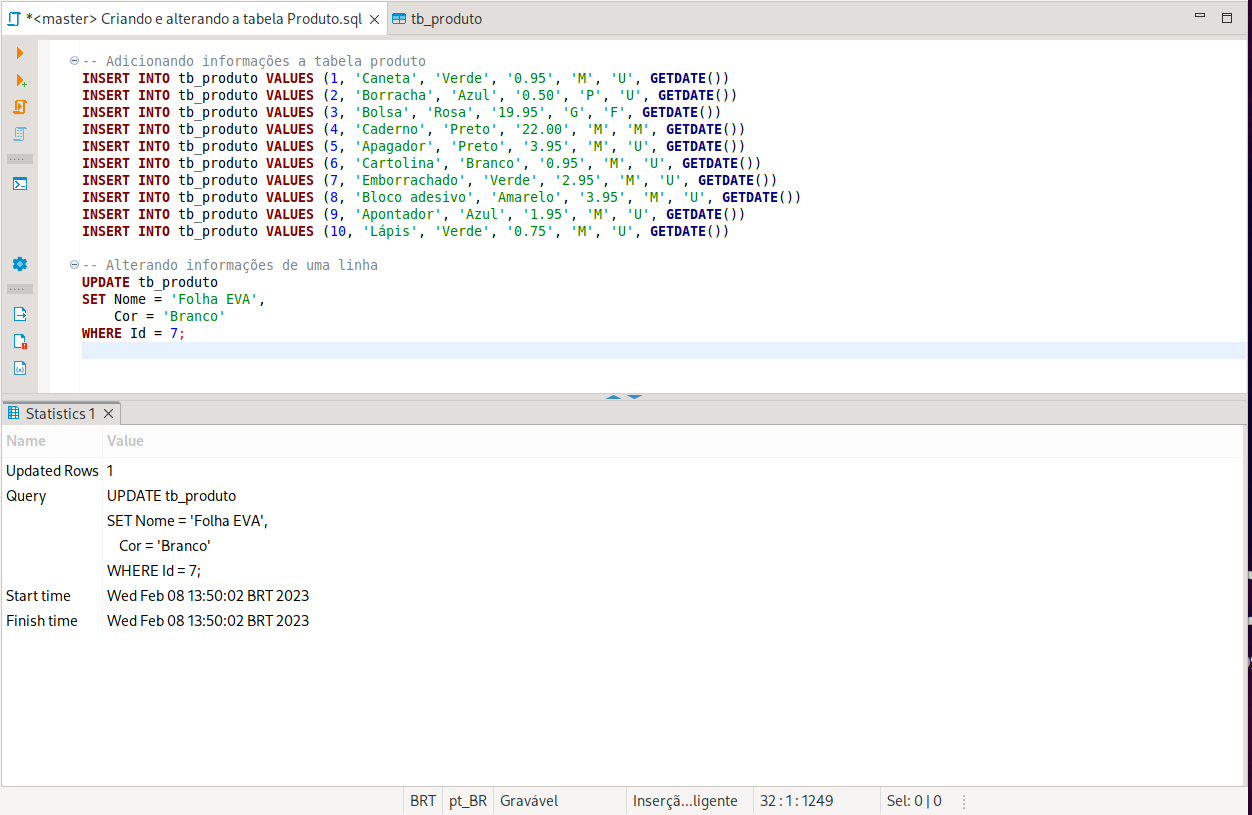 *<master> Criando e alterando a tabela Produto.sql
tb_produto
-- Adicionando informações a tabela produto
INSERT INTO tb_produto VALUES (1, 'Caneta', 'Verde', '0.95', 'M', 'U', GETDATE())
INSERT INTO tb_produto VALUES (2, 'Borracha', 'Azul', '0.50', 'P', 'U', GETDATE())
INSERT INTO tb_produto VALUES (3, 'Bolsa', 'Rosa', '19.95', 'G', 'F', GETDATE())
INSERT INTO tb_produto VALUES (4, 'Caderno', 'Preto', '22.00', 'M', 'M', GETDATE())
INSERT INTO tb_produto VALUES (5, 'Apagador', 'Preto', '3.95', 'M', 'U', GETDATE())
INSERT INTO tb_produto VALUES (6, 'Cartolina', 'Branco', '0.95', 'M', 'U', GETDATE())
INSERT INTO tb_produto VALUES (7, 'Emborrachado', 'Verde', '2.95', 'M', 'U', GETDATE())
INSERT INTO tb_produto VALUES (8, 'Bloco adesivo', 'Amarelo', '3.95', 'M', 'U', GETDATE())
INSERT INTO tb_produto VALUES (9, 'Apontador', 'Azul', '1.95', 'M', 'U', GETDATE())
INSERT INTO tb_produto VALUES (10, 'Lápis', 'Verde', '0.75', 'M', 'U', GETDATE())
-- Alterando informações de uma linha
UPDATE tb_produto
SET Nome = 'Folha EVA',
    Cor = 'Branco'
WHERE Id = 7;
Statistics 1
Name Value
Updated Rows 1
Query UPDATE tb_produto
SET Nome = 'Folha EVA',
Cor = 'Branco'
WHERE Id = 7;
Start time Wed Feb 08 13:50:02 BRT 2023
Finish time Wed Feb 08 13:50:02 BRT 2023
BRT pt_BR Gravável Inserçã...ligente 32 : 1 : 1249 Sel: 0 | 0